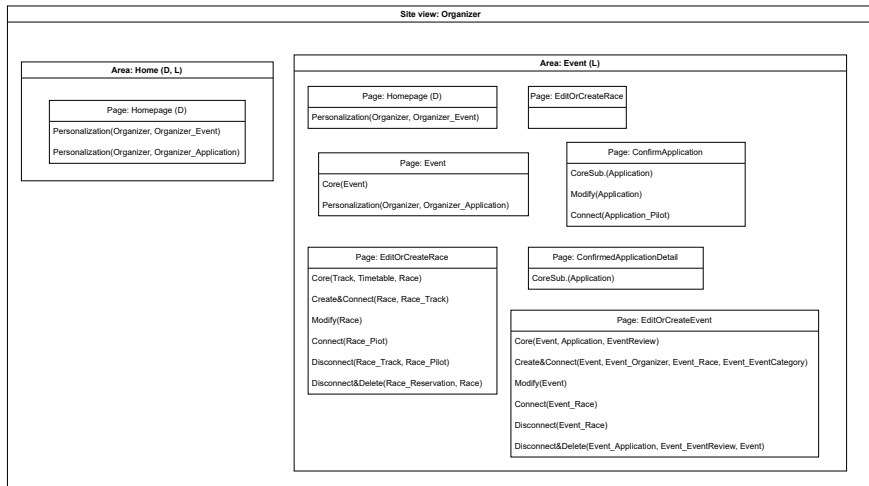 Site view: Organizer
Area: Home (D, L)
Page: Homepage (D)
Personalization(Organizer, Organizer_Event)
Personalization(Organizer, Organizer_Application)
Area: Event (L)
Page: Homepage (D)
Personalization(Organizer, Organizer_Event)
Page: EditOrCreateRace
Page: Event
Core(Event)
Personalization(Organizer, Organizer_Application)
Page: ConfirmApplication
CoreSub.(Application)
Modify(Application)
Connect(Application_Pilot)
Page: EditOrCreateRace
Core(Track, Timetable, Race)
Create&Connect(Race, Race_Track)
Modify(Race)
Connect(Race_Piot)
Disconnect(Race_Track, Race_Pilot)
Disconnect&Delete(Race_Reservation, Race)
Page: ConfirmedApplicationDetail
CoreSub.(Application)
Page: EditOrCreateEvent
Core(Event, Application, EventReview)
Create&Connect(Event, Event_Organizer, Event_Race, Event_EventCategory)
Modify(Event)
Connect(Event_Race)
Disconnect(Event_Race)
Disconnect&Delete(Event_Application, Event_EventReview, Event)